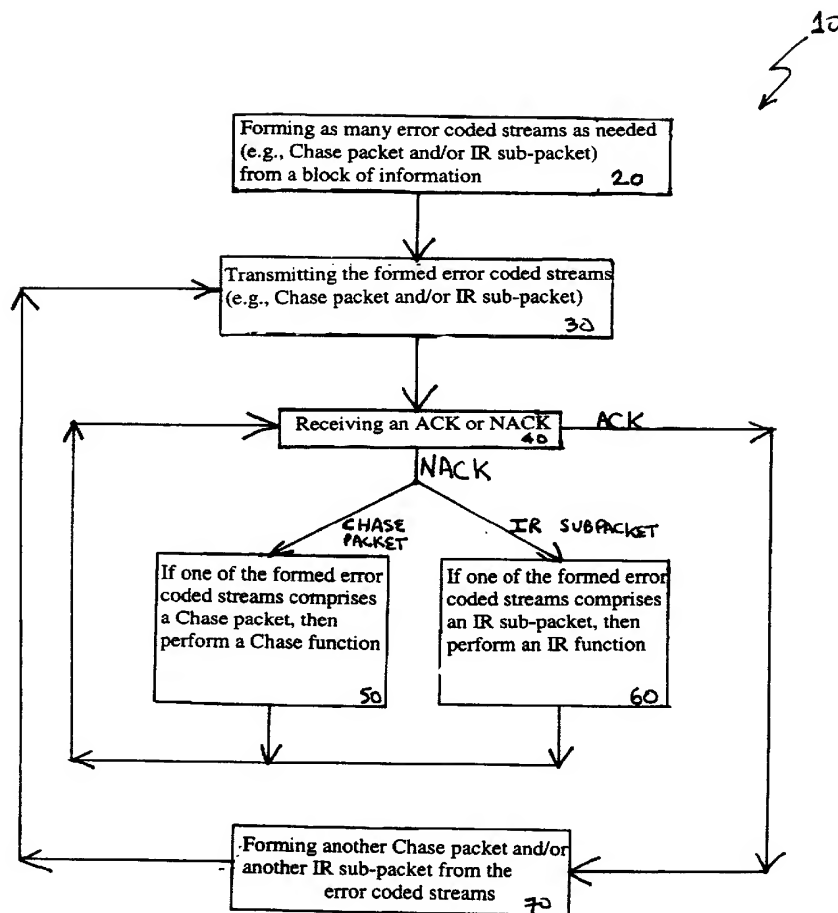 10
Forming as many error coded streams as needed
(e.g., Chase packet and/or IR sub-packet)
from a block of information
20
Transmitting the formed error coded streams
(e.g., Chase packet and/or IR sub-packet)
30
Receiving an ACK or NACK
40
ACK
NACK
CHASE
PACKET
IR SUBPACKET
If one of the formed error
coded streams comprises
a Chase packet, then
perform a Chase function
50
If one of the formed error
coded streams comprises
an IR sub-packet, then
perform an IR function
60
Forming another Chase packet and/or
another IR sub-packet from the
error coded streams
70